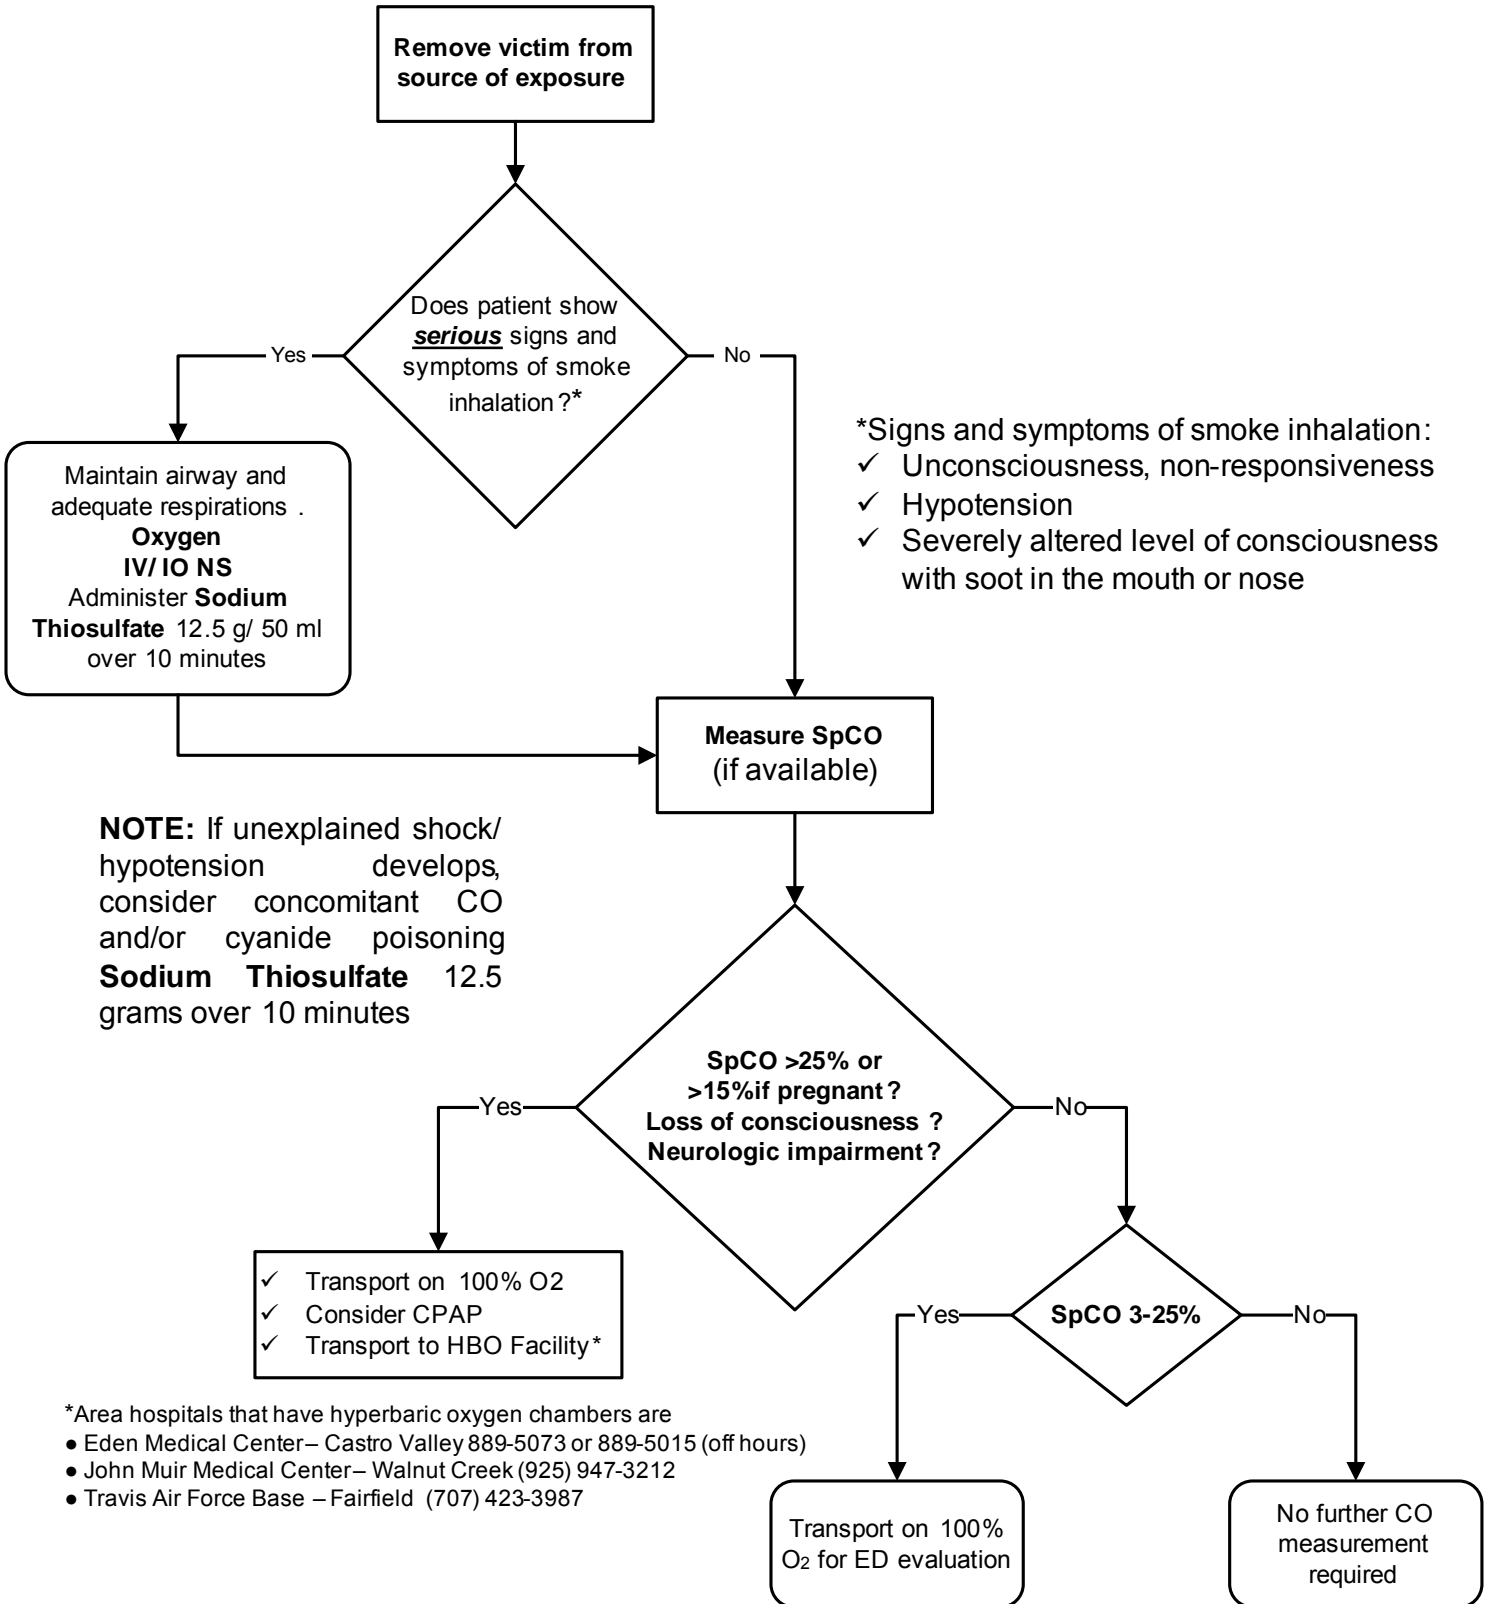 Remove victim from
source of exposure
Does patient show
serious signs and
symptoms of smoke
inhalation?*
Yes
No
Maintain airway and
adequate respirations .
Oxygen
IV/ IO NS
Administer Sodium
Thiosulfate 12.5 g/ 50 ml
over 10 minutes
*Signs and symptoms of smoke inhalation:
✓ Unconsciousness, non-responsiveness
✓ Hypotension
✓ Severely altered level of consciousness
with soot in the mouth or nose
Measure SpCO
(if available)
NOTE: If unexplained shock/
hypotension develops,
consider concomitant CO
and/or cyanide poisoning
Sodium Thiosulfate 12.5
grams over 10 minutes
SpCO >25% or
>15%if pregnant?
Loss of consciousness ?
Neurologic impairment?
Yes
No
✓ Transport on 100% O2
✓ Consider CPAP
✓ Transport to HBO Facility*
SpCO 3-25%
Yes
No
*Area hospitals that have hyperbaric oxygen chambers are
● Eden Medical Center– Castro Valley 889-5073 or 889-5015 (off hours)
● John Muir Medical Center– Walnut Creek (925) 947-3212
● Travis Air Force Base – Fairfield (707) 423-3987
Transport on 100%
O2 for ED evaluation
No further CO
measurement
required